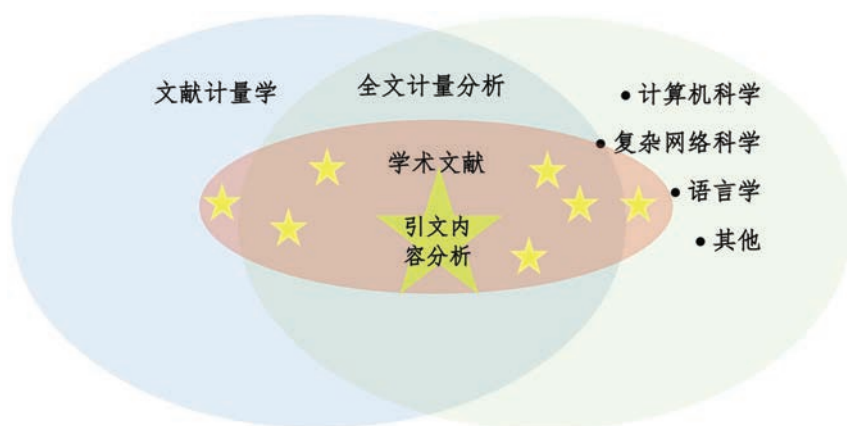 文献计量学
全文计量分析
• 计算机科学
• 复杂网络科学
• 语言学
• 其他
学术文献
引文内
容分析